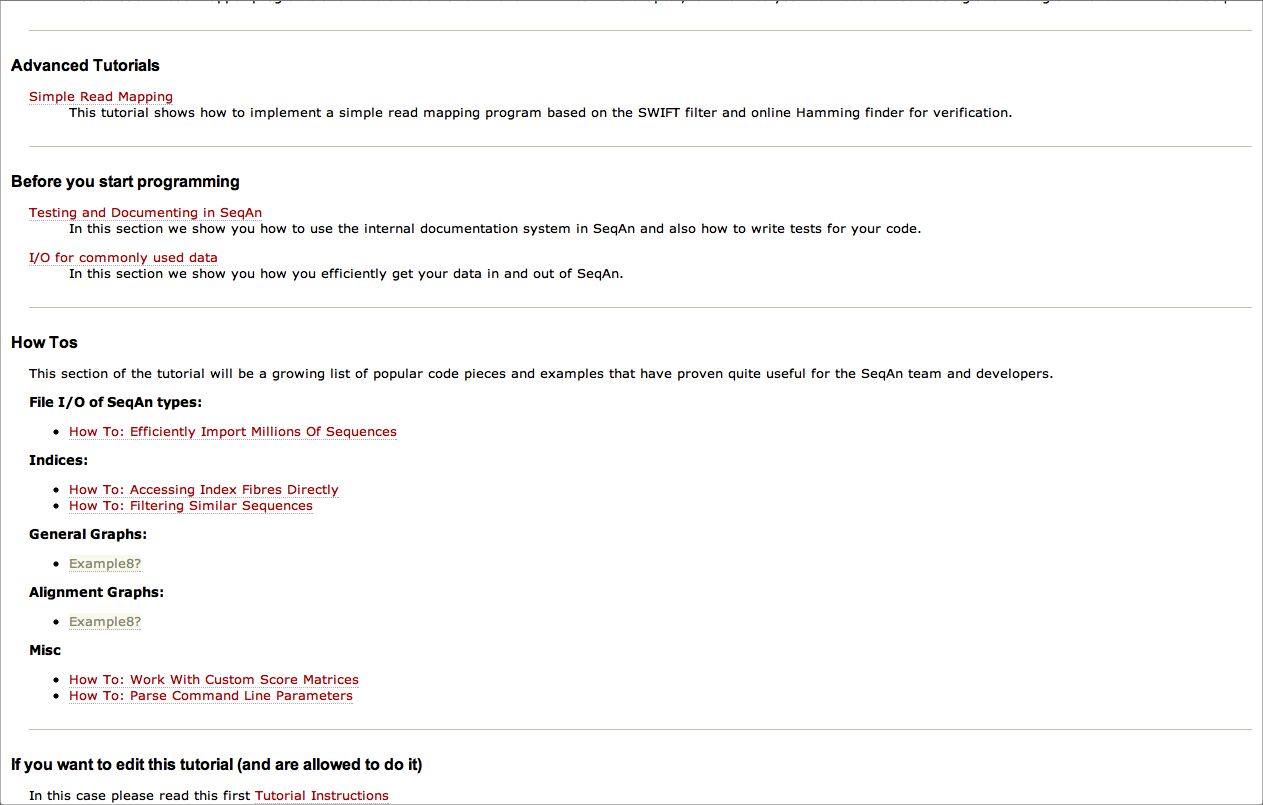 Advanced Tutorials
Simple Read Mapping
This tutorial shows how to implement a simple read mapping program based on the SWIFT filter and online Hamming finder for verification.
Before you start programming
Testing and Documenting in SeqAn
In this section we show you how to use the internal documentation system in SeqAn and also how to write tests for your code.
I/O for commonly used data
In this section we show you how you efficiently get your data in and out of SeqAn.
How Tos
This section of the tutorial will be a growing list of popular code pieces and examples that have proven quite useful for the SeqAn team and developers.
File I/O of SeqAn types:
How To: Efficiently Import Millions Of Sequences
Indices:
How To: Accessing Index Fibres Directly
How To: Filtering Similar Sequences
General Graphs:
Example8?
Alignment Graphs:
Example8?
Misc
How To: Work With Custom Score Matrices
How To: Parse Command Line Parameters
If you want to edit this tutorial (and are allowed to do it)
In this case please read this first Tutorial Instructions